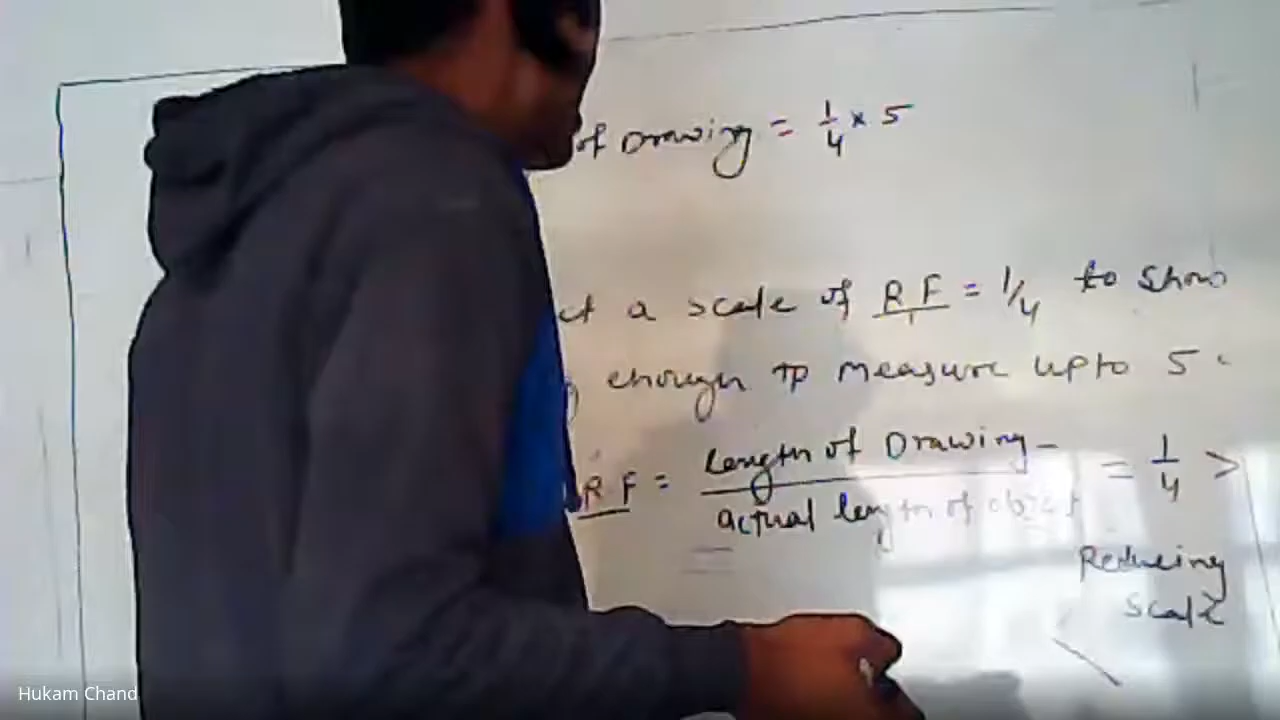 of Drawing = 1/4 × 5
ct a scale of R F = 1/4 to show
enough to measure upto 5
R F = Length of Drawing / actual length of object = 1/4 >
Reducing
scale
Hukam Chand